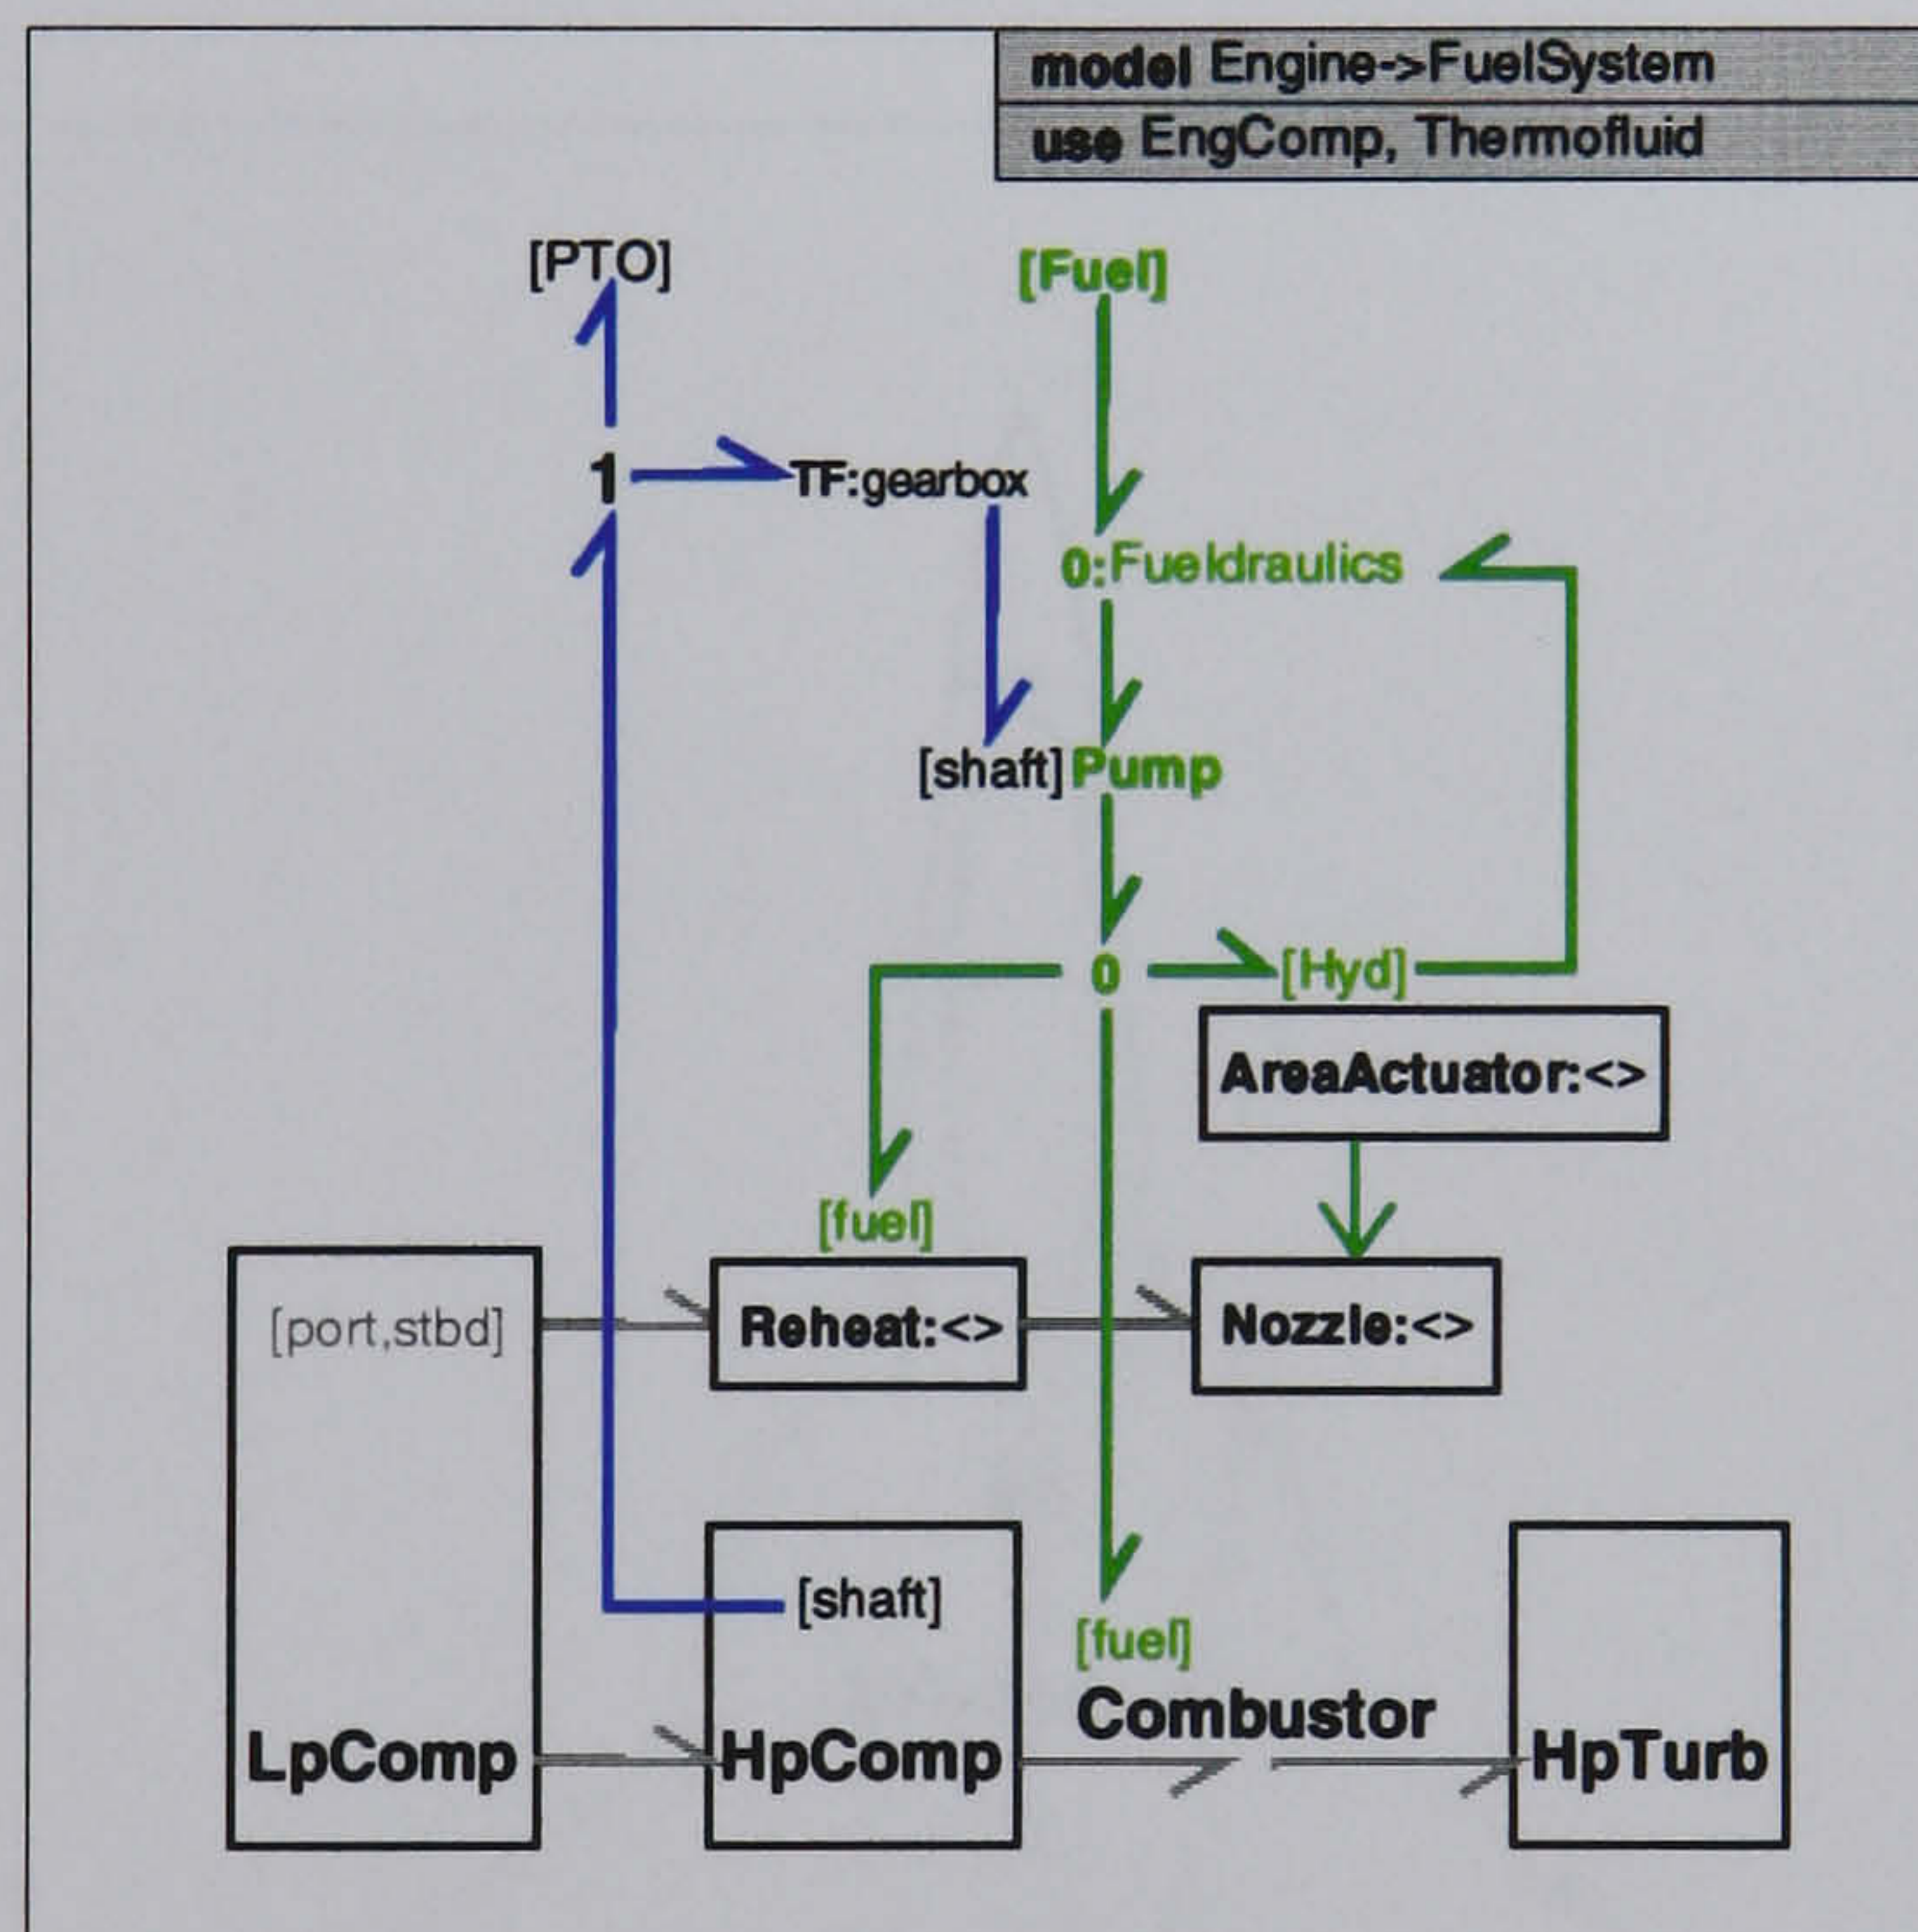 model Engine->FuelSystem
use EngComp, Thermofluid
[PTO]
[Fuel]
1
TF:gearbox
0:Fueldraulics
[shaft] Pump
0
[Hyd]
AreaActuator:<>
[fuel]
[port,stbd]
Reheat:<>
Nozzle:<>
[shaft]
[fuel]
Combustor
LpComp
HpComp
HpTurb